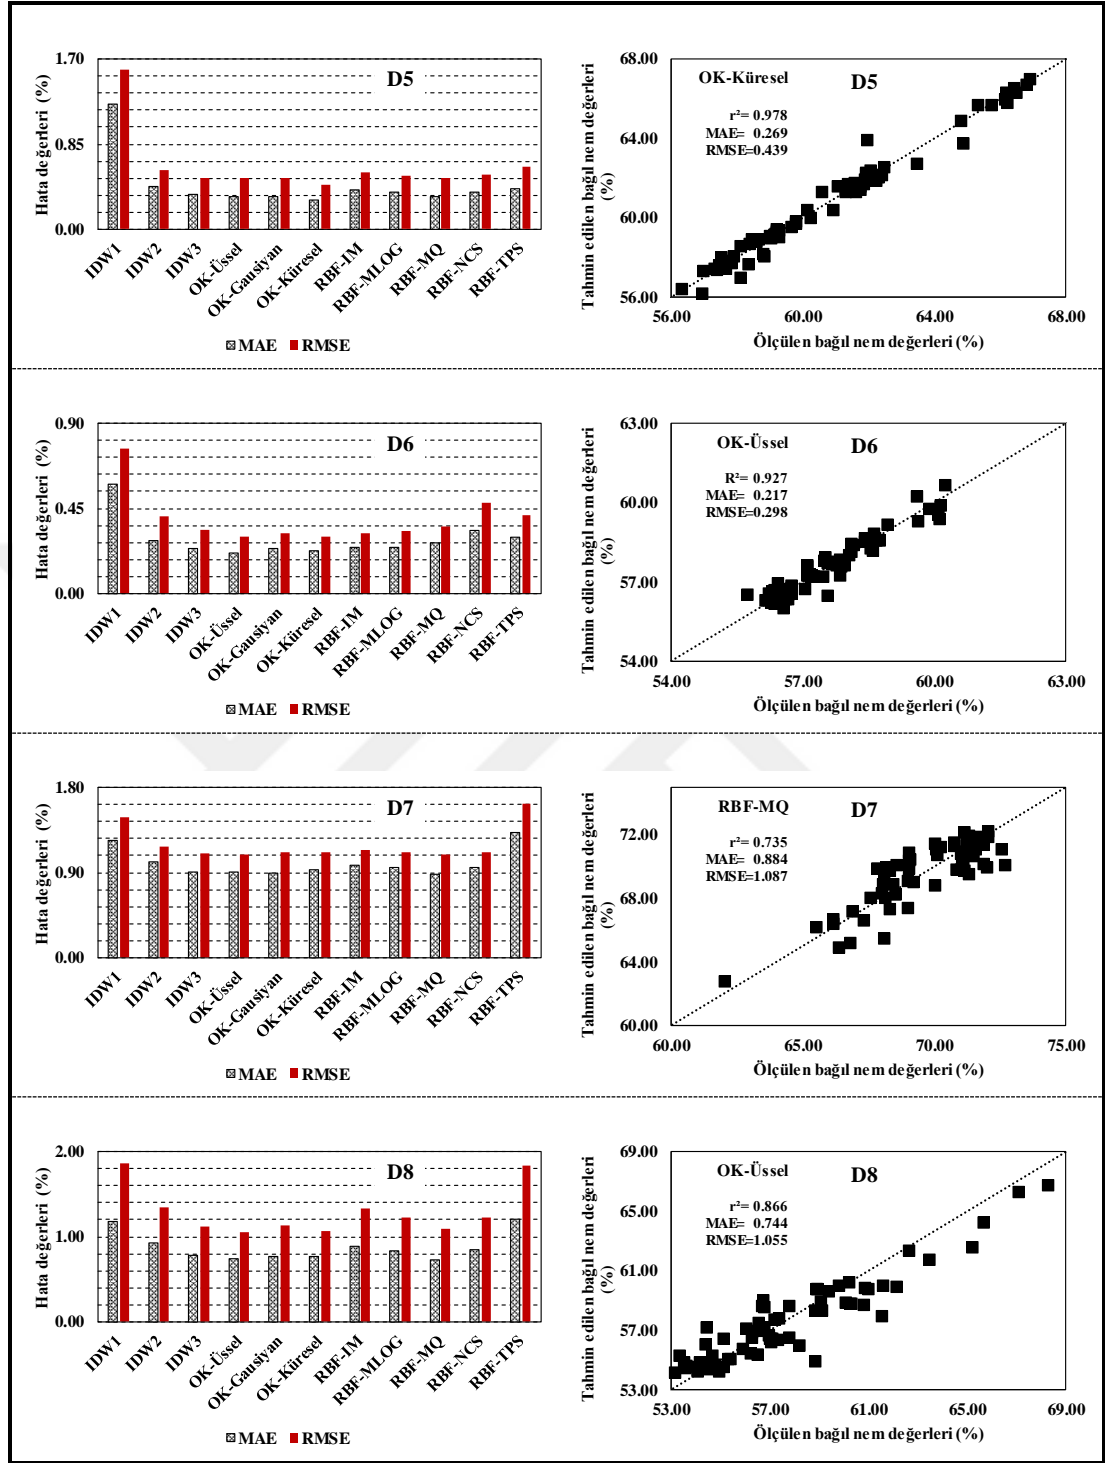 1.70
0.85
0.00
Hata değerleri (%)
D5
IDW1
IDW2
IDW3
OK-Üssel
OK-Gausiyan
OK-Küresel
RBF-IM
RBF-MLOG
RBF-MQ
RBF-NCS
RBF-TPS
MAE RMSE
68.00
64.00
60.00
56.00
Tahmin edilen bağıl nem değerleri
(%)
OK-Küresel
D5
r²= 0.978
MAE= 0.269
RMSE=0.439
56.00 60.00 64.00 68.00
Ölçülen bağıl nem değerleri (%)
0.90
0.45
0.00
Hata değerleri (%)
D6
IDW1
IDW2
IDW3
OK-Üssel
OK-Gausiyan
OK-Küresel
RBF-IM
RBF-MLOG
RBF-MQ
RBF-NCS
RBF-TPS
MAE RMSE
63.00
60.00
57.00
54.00
Tahmin edilen bağıl nem değerleri
(%)
OK-Üssel
D6
R²= 0.927
MAE= 0.217
RMSE=0.298
54.00 57.00 60.00 63.00
Ölçülen bağıl nem değerleri (%)
1.80
0.90
0.00
Hata değerleri (%)
D7
IDW1
IDW2
IDW3
OK-Üssel
OK-Gausiyan
OK-Küresel
RBF-IM
RBF-MLOG
RBF-MQ
RBF-NCS
RBF-TPS
MAE RMSE
72.00
68.00
64.00
60.00
Tahmin edilen bağıl nem değerleri
(%)
RBF-MQ
D7
r²= 0.735
MAE= 0.884
RMSE=1.087
60.00 65.00 70.00 75.00
Ölçülen bağıl nem değerleri (%)
2.00
1.00
0.00
Hata değerleri (%)
D8
IDW1
IDW2
IDW3
OK-Üssel
OK-Gausiyan
OK-Küresel
RBF-IM
RBF-MLOG
RBF-MQ
RBF-NCS
RBF-TPS
MAE RMSE
69.00
65.00
61.00
57.00
53.00
Tahmin edilen bağıl nem değerleri
(%)
OK-Üssel
D8
r²= 0.866
MAE= 0.744
RMSE=1.055
53.00 57.00 61.00 65.00 69.00
Ölçülen bağıl nem değerleri (%)